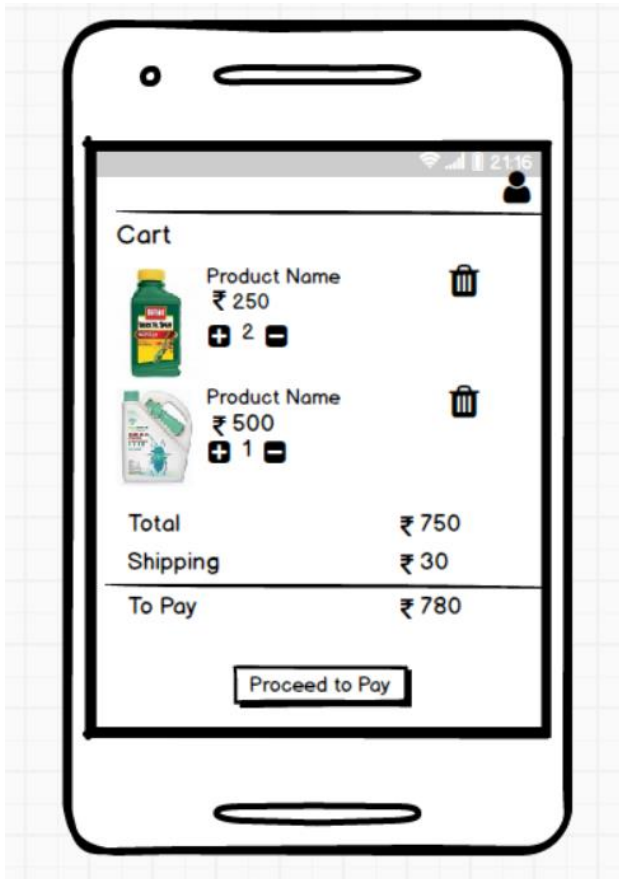 21:16
Cart
Product Name
₹ 250
2
Product Name
₹ 500
1
Total ₹ 750
Shipping ₹ 30
To Pay ₹ 780
Proceed to Pay